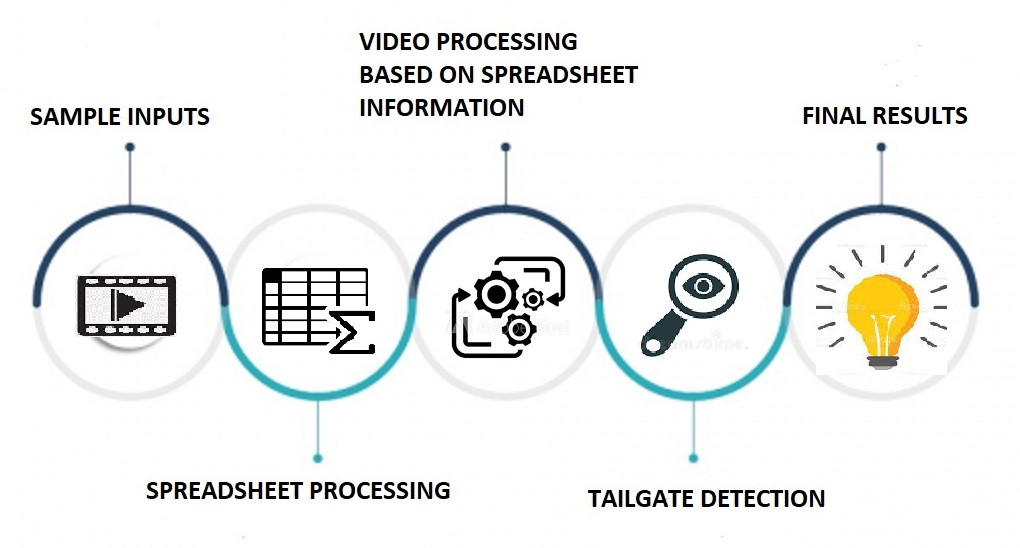 SAMPLE INPUTS
VIDEO PROCESSING
BASED ON SPREADSHEET
INFORMATION
FINAL RESULTS
SPREADSHEET PROCESSING
TAILGATE DETECTION